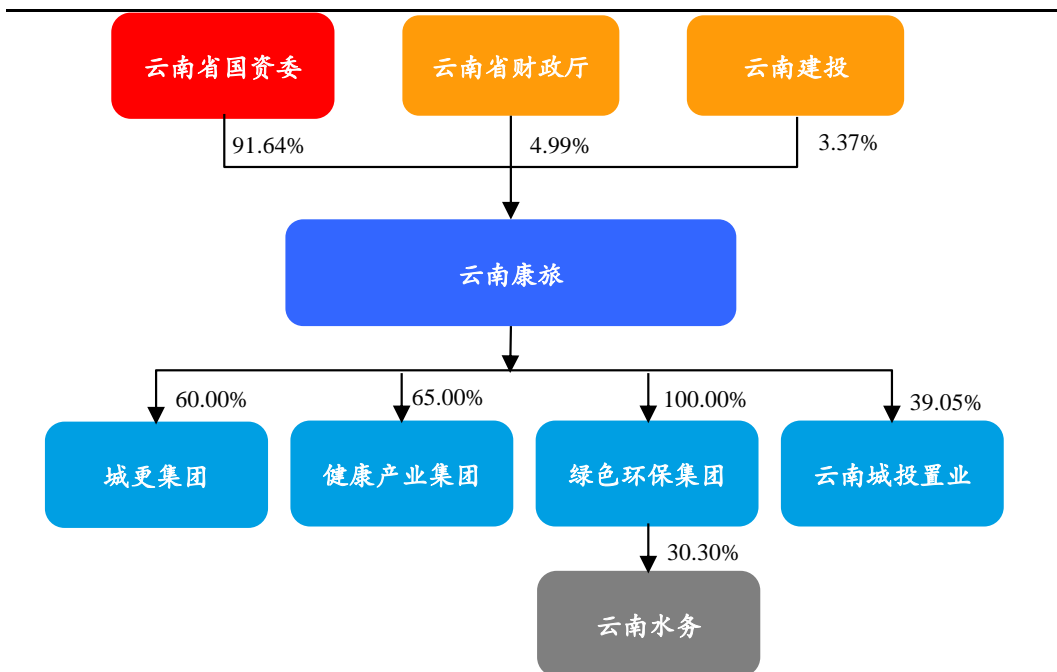 云南省国资委
云南省财政厅
云南建投
91.64%
4.99%
3.37%
云南康旅
60.00%
65.00%
100.00%
39.05%
城更集团
健康产业集团
绿色环保集团
云南城投置业
30.30%
云南水务